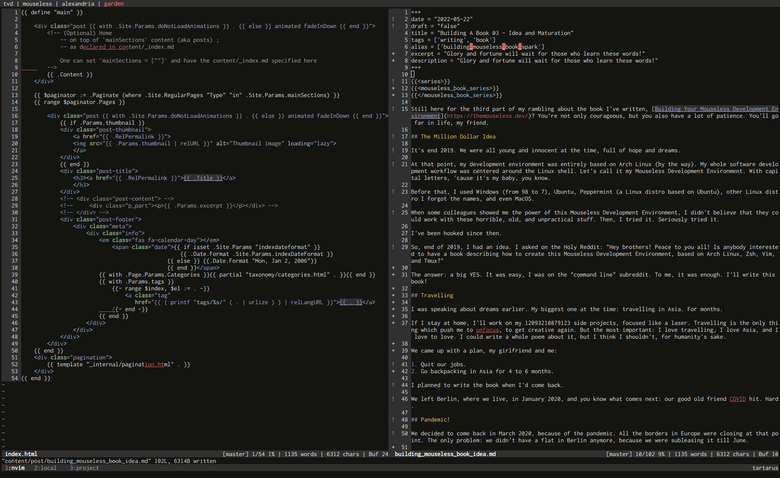 tvd | mouseless | alexandria | garden
1 {{ define "main" }}
2
3 <div class="post {{ with .Site.Params.doNotLoadAnimations }} . {{ else }} animated fadeInDown {{ end }}">
4 <!-- (Optional) Home
5 -- on top of 'mainSections' content (aka posts) ;
6 -- as declared in content/_index.md
7
8 One can set 'mainSections = [""]' and have the content/_index.md specified here
9 -->
10 {{ .Content }}
11 </div>
12
13 {{ $paginator := .Paginate (where .Site.RegularPages "Type" "in" .Site.Params.mainSections) }}
14 {{ range $paginator.Pages }}
15
16 <div class="post {{ with .Site.Params.doNotLoadAnimations }} . {{ else }} animated fadeInDown {{ end }}">
17 {{ if .Params.thumbnail }}
18 <div class="post-thumbnail">
19 <a href="{{ .RelPermalink }}">
20 <img src="{{ .Params.thumbnail | relURL }}" alt="Thumbnail image" loading="lazy">
21 </a>
22 </div>
23 {{ end }}
24 <div class="post-title">
25 <h3><a href="{{ .RelPermalink }}">{{ .Title }}</a>
26 </h3>
27 </div>
28 <!-- <div class="post-content"> -->
29 <!-- <div class="p_part"><p>{{ .Params.excerpt }}</p></div> -->
30 <!-- </div> -->
31 <div class="post-footer">
32 <div class="meta">
33 <div class="info">
34 <em class="fas fa-calendar-day"></em>
35 <span class="date">{{ if isset .Site.Params "indexdateformat" }}
36 {{ .Date.Format .Site.Params.indexDateFormat }}
37 {{ else }} {{ .Date.Format "Mon, Jan 2, 2006"}}
38 {{ end }}</span>
39 {{ with .Page.Params.Categories }}{{ partial "taxonomy/categories.html" . }}{{ end }}
40 {{ with .Params.tags }}
41 {{- range $index, $el := . -}}
42 <a class="tag"
43 href="{{ ( printf "tags/%s/" ( . | urlize ) ) | relLangURL }}">{{ . }}</a>
44 {{- end -}}
45 {{ end }}
46 </div>
47 </div>
48 </div>
49 </div>
50 {{ end }}
51 <div class="pagination">
52 {{ template "_internal/pagination.html" . }}
53 </div>
54 {{ end }}
index.html [master] 1/54 1% | 1135 words | 6312 chars | Buf 24
1 +++
2 date = "2022-05-22"
3 draft = "false"
4 title = "Building A Book 03 - Idea and Maturation"
5 tags = ['writing', 'book']
6 alias = ['building mouseless book spark']
7 excerpt = "Glory and fortune will wait for those who learn these words!"
8 description = "Glory and fortune will wait for those who learn these words!"
9 +++
10
11 {{<series>}}
12 {{<mouseless_book_series>}}
13 {{</mouseless_book_series>}}
15 Still here for the third part of my rambling about the book I've written, [Building Your Mouseless Development En
vironment](https://themouseless.dev/)? You're not only courageous, but you also have a lot of patience. You'll go
far in life, my friend.
16
17 ## The Million Dollar Idea
18
19 It's end 2019. We were all young and innocent at the time, full of hope and dreams.
20
21 At that point, my development environment was entirely based on Arch Linux (by the way). My whole software develo
pment workflow was centered around the Linux shell. Let's call it my Mouseless Development Environment. With capi
tal letters, 'cause it's my baby, you know.
22
23 Before that, I used Windows (from 98 to 7), Ubuntu, Peppermint (a Linux distro based on Ubuntu), other Linux dist
ro I forgot the names, and even MacOS.
24
25 When some colleagues showed me the power of this Mouseless Development Environment, I didn't believe that they co
uld work with these horrible, old, and unpractical stuff. Then, I tried it. Seriously tried it.
26
27 I've been hooked since then.
28
29 So, end of 2019, I had an idea. I asked on the Holy Reddit: "Hey brothers! Peace to you all! Is anybody intereste
d to have a book describing how to create this Mouseless Development Environment, based on Arch Linux, Zsh, Vim,
and Tmux?"
30
31 The answer: a big YES. It was easy, I was on the "command line" subreddit. To me, it was enough. I'll write this
book!
32
33 ## Travelling
34
35 I was speaking about dreams earlier. My biggest one at the time: travelling in Asia. For months.
36
37 If I stay at home, I'll work on my 12093210879123 side projects, focused like a laser. Travelling is the only thi
ng which push me to unfocus, to get creative again. But the most important: I love travelling, I love Asia, and I
love to love. I could write a whole poem about it, but I think I shouldn't, for humanity's sake.
38
39 We came up with a plan, my girlfriend and me:
40
41 1. Quit our jobs.
42 2. Go backpacking in Asia for 4 to 6 months.
43
44 I planned to write the book when I'd come back.
45
46 We left Berlin, where we live, in January 2020, and you know what comes next: our good old friend COVID hit. Hard
.
47
48 ## Pandemic!
49
50 We decided to come back in March 2020, because of the pandemic. All the borders in Europe were closing at that po
int. The only problem: we didn't have a flat in Berlin anymore, because we were subleasing it till June.
51
building_mouseless_book_idea.md [master] 10/102 9% | 1135 words | 6312 chars | Buf 10
"content/post/building_mouseless_book_idea.md" 102L, 6314B written
1:nvim 2:local 3:project tartarus